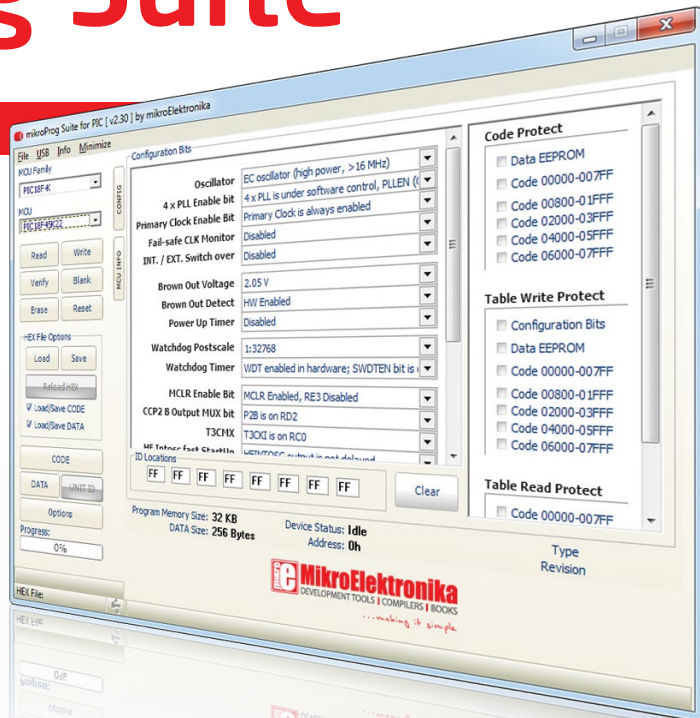 g Suite
mikroProg Suite for PIC [ v2.30 ] by mikroElektronika
File USB Info Minimize
MCU Family
PIC18F-K
MCU
PIC18F45K22
Read Write
Verify Blank
Erase Reset
HEX File Options
Load Save
Reload HEX
Load/Save CODE
Load/Save DATA
CODE
DATA UNIT ID
Options
Progress:
0%
HEX File:
CONFIG
MCU INFO
Configuration Bits
Oscillator EC oscillator (high power, >16 MHz)
4 x PLL Enable bit 4 x PLL is under software control, PLLEN (
Primary Clock Enable Bit Primary Clock is always enabled
Fail-safe CLK Monitor Disabled
INT. / EXT. Switch over Disabled
Brown Out Voltage 2.05 V
Brown Out Detect HW Enabled
Power Up Timer Disabled
Watchdog Postscale 1:32768
Watchdog Timer WDT enabled in hardware; SWDTEN bit is
MCLR Enable Bit MCLR Enabled, RE3 Disabled
CCP2 B Output MUX bit P2B is on RD2
T3CMX T3CKI is on RC0
HF Intosc fast StartUp HFINTOSC output is not delayed
ID Locations
FF FF FF FF FF FF FF FF
Clear
Program Memory Size: 32 KB
DATA Size: 256 Bytes
Device Status: Idle
Address: 0h
Type
Revision
Code Protect
Data EEPROM
Code 00000-007FF
Code 00800-01FFF
Code 02000-03FFF
Code 04000-05FFF
Code 06000-07FFF
Table Write Protect
Configuration Bits
Data EEPROM
Code 00000-007FF
Code 00800-01FFF
Code 02000-03FFF
Code 04000-05FFF
Code 06000-07FFF
Table Read Protect
Code 00000-007FF
MikroElektronika
DEVELOPMENT TOOLS | COMPILERS | BOOKS
...making it simple